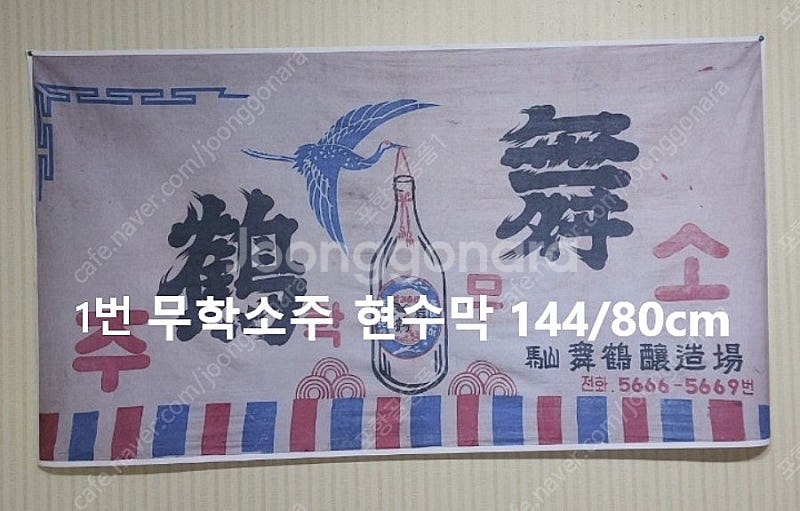 舞
鶴
소
무
학
주
1번 무학소주 현수막 144/80cm
馬山 舞鶴釀造場
전화. 5666-5669번
Joonggonara
cafe.naver.com/joonggonara